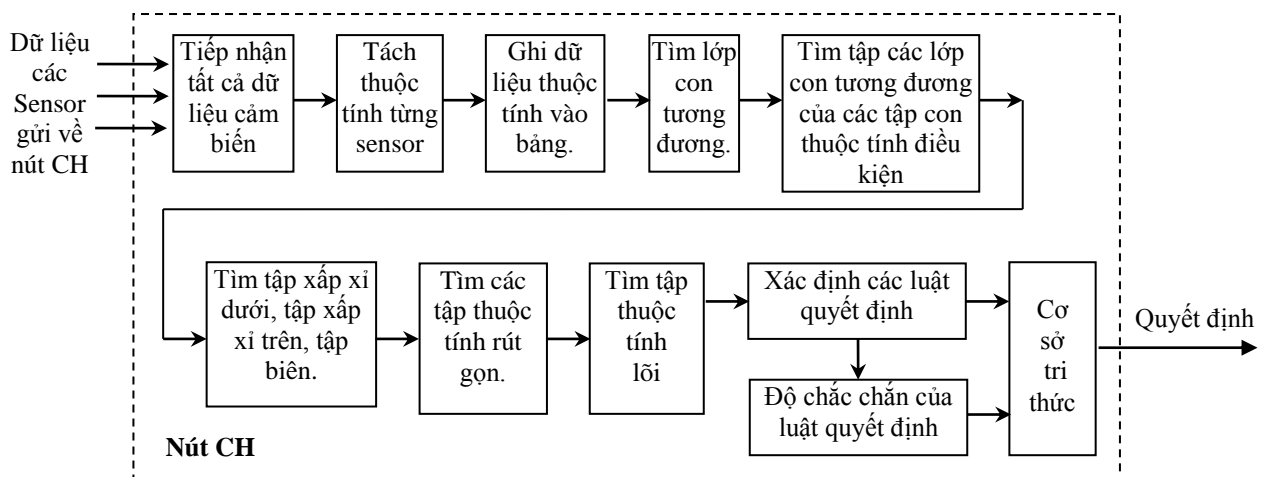 Dữ liệu
các
Sensor
gửi về
nút CH
Tiếp nhận
tất cả dữ
liệu cảm
biến
Tách
thuộc
tính từng
sensor
Ghi dữ
liệu thuộc
tính vào
bảng.
Tìm lớp
con
tương
đương.
Tìm tập các lớp
con tương đương
của các tập con
thuộc tính điều
kiện
Tìm tập xấp xỉ
dưới, tập xấp
xỉ trên, tập
biên.
Tìm các
tập thuộc
tính rút
gọn.
Tìm tập
thuộc
tính
lõi
Xác định các luật
quyết định
Độ chắc chắn của
luật quyết định
Cơ
sở
tri
thức
Quyết định
Nút CH